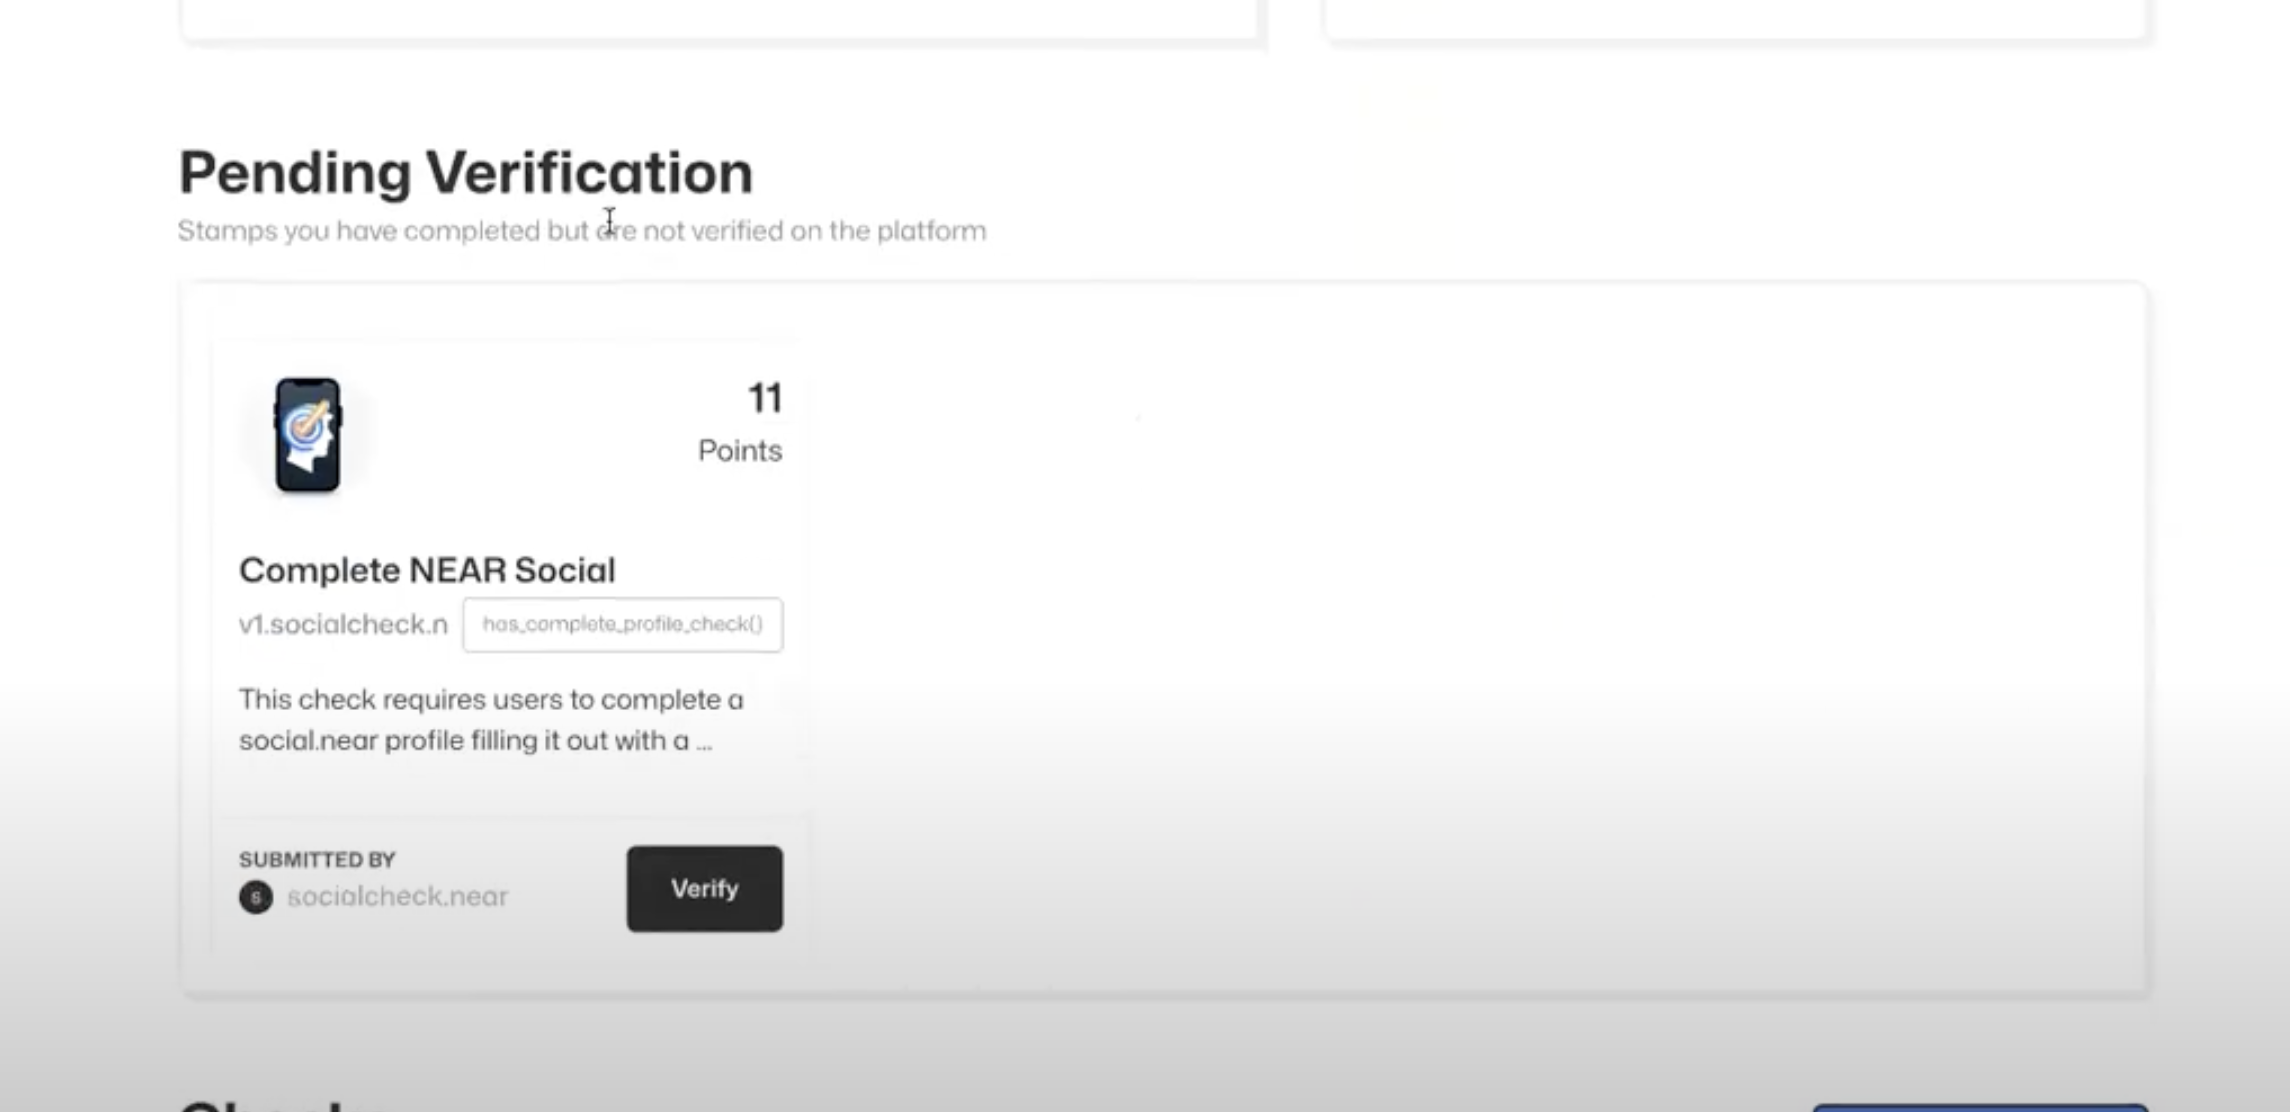 Pending Verification
Stamps you have completed but are not verified on the platform
11
Points
Complete NEAR Social
v1.socialcheck.n
has_complete_profile_check()
This check requires users to complete a
social.near profile filling it out with a ...
SUBMITTED BY
s
socialcheck.near
Verify